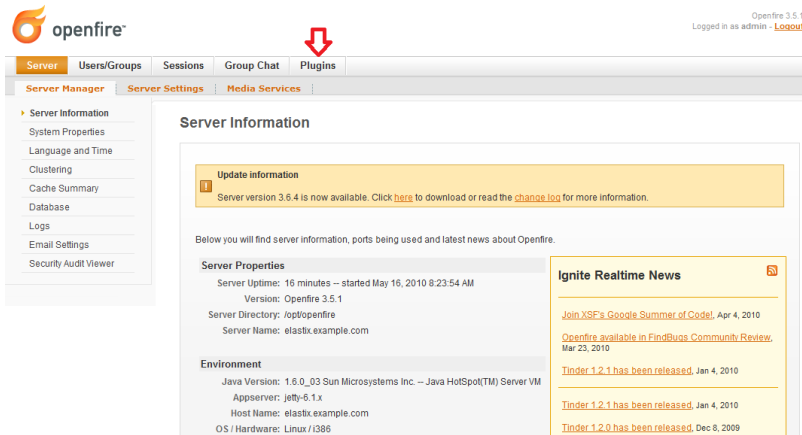 openfire™
Openfire 3.5.1
Logged in as admin - Logout
Server Users/Groups Sessions Group Chat Plugins
Server Manager Server Settings Media Services
Server Information
System Properties
Language and Time
Clustering
Cache Summary
Database
Logs
Email Settings
Security Audit Viewer
Server Information
Update information
Server version 3.6.4 is now available. Click here to download or read the change log for more information.
Below you will find server information, ports being used and latest news about Openfire.
Server Properties
Server Uptime: 16 minutes -- started May 16, 2010 8:23:54 AM
Version: Openfire 3.5.1
Server Directory: /opt/openfire
Server Name: elastix.example.com
Environment
Java Version: 1.6.0_03 Sun Microsystems Inc. -- Java HotSpot(TM) Server VM
Appserver: jetty-6.1.x
Host Name: elastix.example.com
OS / Hardware: Linux / i386
Ignite Realtime News
Join XSF's Google Summer of Code!, Apr 4, 2010
Openfire available in FindBugs Community Review,
Mar 23, 2010
Tinder 1.2.1 has been released, Jan 4, 2010
Tinder 1.2.1 has been released, Jan 4, 2010
Tinder 1.2.0 has been released, Dec 8, 2009